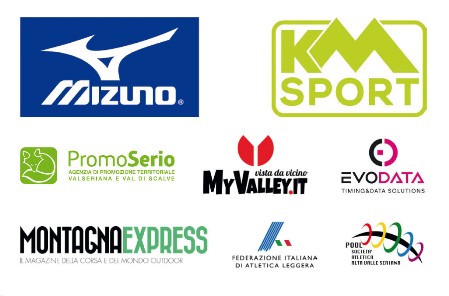 MIZUNO®
KM
SPORT
PromoSerio
AGENZIA DI PROMOZIONE TERRITORIALE
VALSERIANA E VAL DI SCALVE
vista da vicino
MYVALLEY.IT
EVODATA
TIMING&DATA SOLUTIONS
MONTAGNAEXPRESS
IL MAGAZINE DELLA CORSA E DEL MONDO OUTDOOR
FEDERAZIONE ITALIANA
DI ATLETICA LEGGERA
POOL
SOCIETY
ATLETICA
ALTA VALLE SERIANA